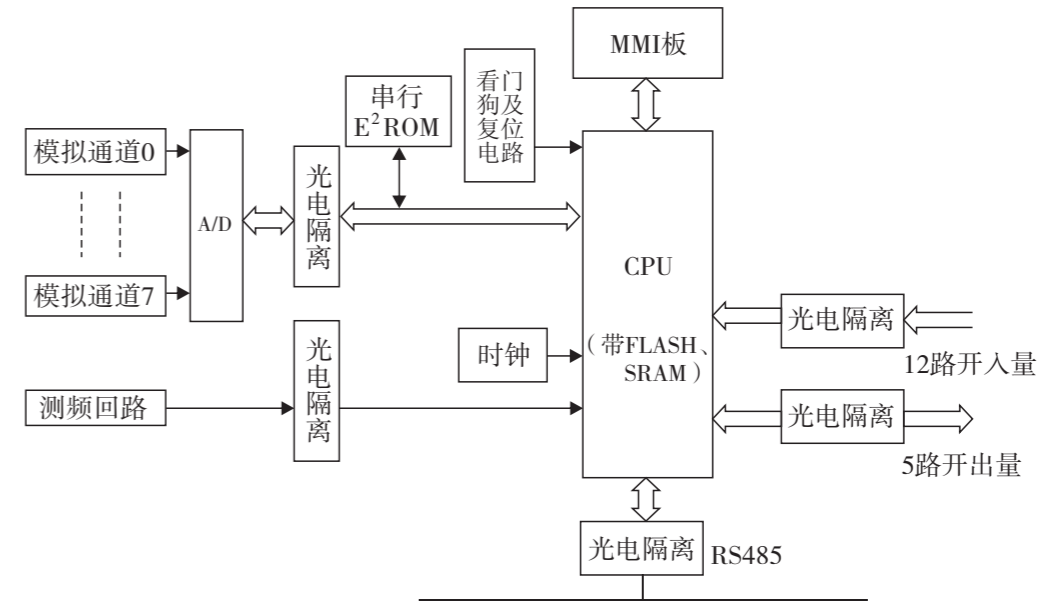 MMI板
看门
狗及
复位
电路
串行
E²ROM
模拟通道0
A/D
光
电
隔
离
CPU
(带FLASH、
SRAM)
模拟通道7
光电隔离
12路开入量
时钟
光
电
隔
离
测频回路
光电隔离
5路开出量
光电隔离
RS485